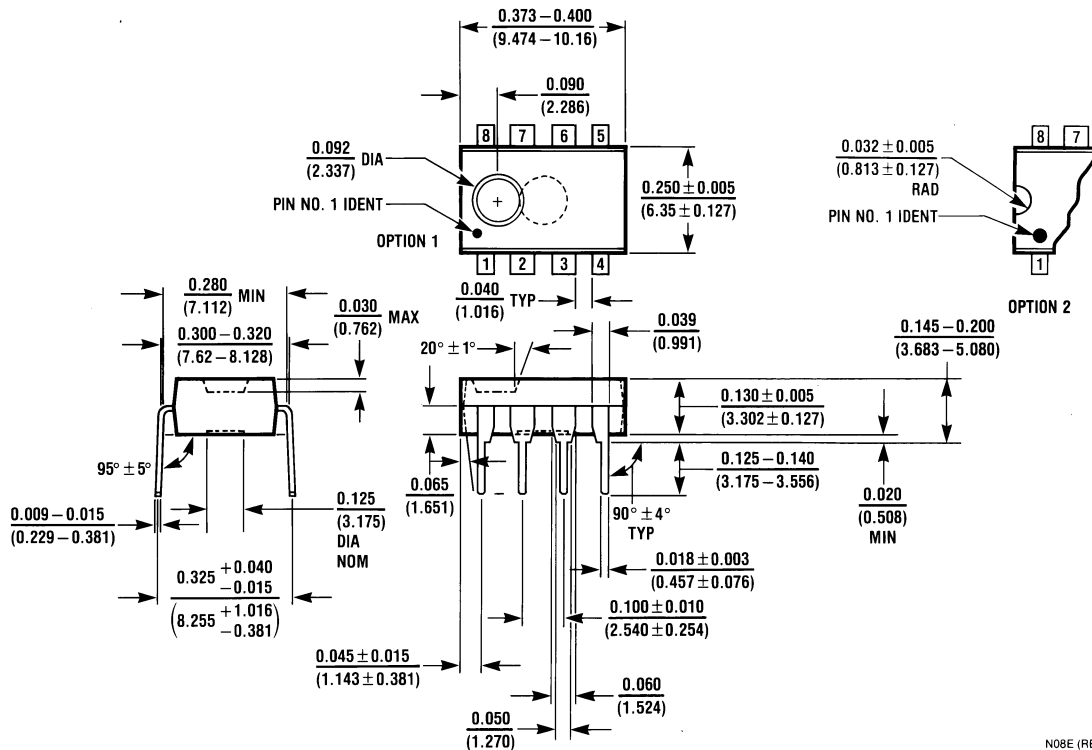 0.373 – 0.400
(9.474 – 10.16)
0.090
(2.286)
8 7 6 5
0.092 DIA
(2.337)
PIN NO. 1 IDENT
OPTION 1
0.250 ± 0.005
(6.35 ± 0.127)
1 2 3 4
8 7
0.032 ± 0.005
(0.813 ± 0.127)
RAD
PIN NO. 1 IDENT
1
OPTION 2
0.280 MIN
(7.112)
0.300 – 0.320
(7.62 – 8.128)
0.030 MAX
(0.762)
0.040 TYP
(1.016)
20° ± 1°
0.039
(0.991)
0.145 – 0.200
(3.683 – 5.080)
0.130 ± 0.005
(3.302 ± 0.127)
0.125 – 0.140
(3.175 – 3.556)
0.020
(0.508)
MIN
95° ± 5°
0.009 – 0.015
(0.229 – 0.381)
0.125
(3.175)
DIA
NOM
0.065
(1.651)
90° ± 4°
TYP
0.018 ± 0.003
(0.457 ± 0.076)
0.325 +0.040
−0.015
(8.255 +1.016
−0.381)
0.100 ± 0.010
(2.540 ± 0.254)
0.045 ± 0.015
(1.143 ± 0.381)
0.060
(1.524)
0.050
(1.270)
N08E